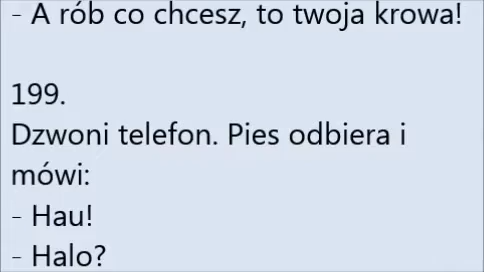 - A rób co chcesz, to twoja krowa!
199.
Dzwoni telefon. Pies odbiera i
mówi:
- Hau!
- Halo?